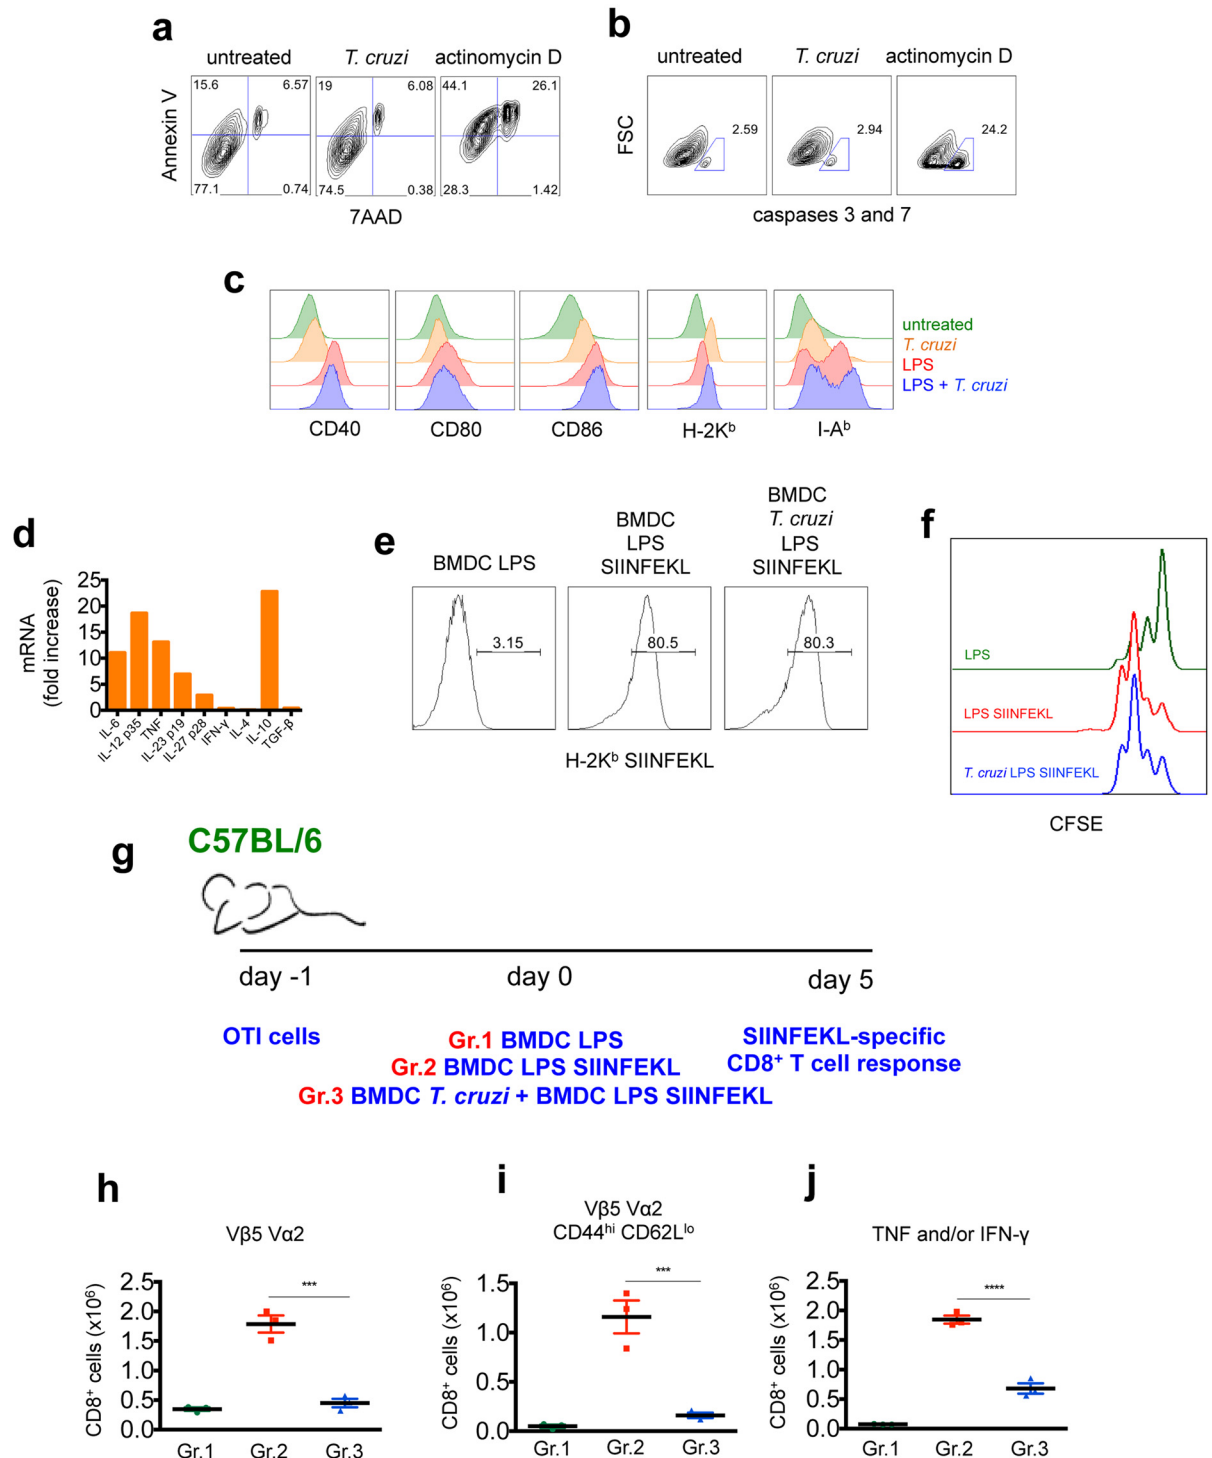 a
untreated
T. cruzi
actinomycin D
15.6
6.57
19
6.08
44.1
26.1
Annexin V
77.1
0.74
74.5
0.38
28.3
1.42
7AAD
b
untreated
T. cruzi
actinomycin D
FSC
2.59
2.94
24.2
caspases 3 and 7
c
untreated
T. cruzi
LPS
LPS + T. cruzi
CD40
CD80
CD86
H-2Kᵇ
I-Aᵇ
d
mRNA
(fold increase)
25
20
15
10
5
0
IL-6
IL-12 p35
TNF
IL-23 p19
IL-27 p28
IFN-γ
IL-4
IL-10
TGF-β
e
BMDC LPS
BMDC
LPS
SIINFEKL
BMDC
T. cruzi
LPS
SIINFEKL
3.15
80.5
80.3
H-2Kᵇ SIINFEKL
f
LPS
LPS SIINFEKL
T. cruzi LPS SIINFEKL
CFSE
g
C57BL/6
day -1
day 0
day 5
OTI cells
Gr.1 BMDC LPS
Gr.2 BMDC LPS SIINFEKL
Gr.3 BMDC T. cruzi + BMDC LPS SIINFEKL
SIINFEKL-specific
CD8⁺ T cell response
h
Vβ5 Vα2
***
CD8⁺ cells (x10⁶)
2.5
2.0
1.5
1.0
0.5
0.0
Gr.1
Gr.2
Gr.3
i
Vβ5 Vα2
CD44ʰⁱ CD62Lˡᵒ
***
CD8⁺ cells (x10⁶)
1.5
1.0
0.5
0.0
Gr.1
Gr.2
Gr.3
j
TNF and/or IFN-γ
****
CD8⁺ cells (x10⁶)
2.5
2.0
1.5
1.0
0.5
0.0
Gr.1
Gr.2
Gr.3